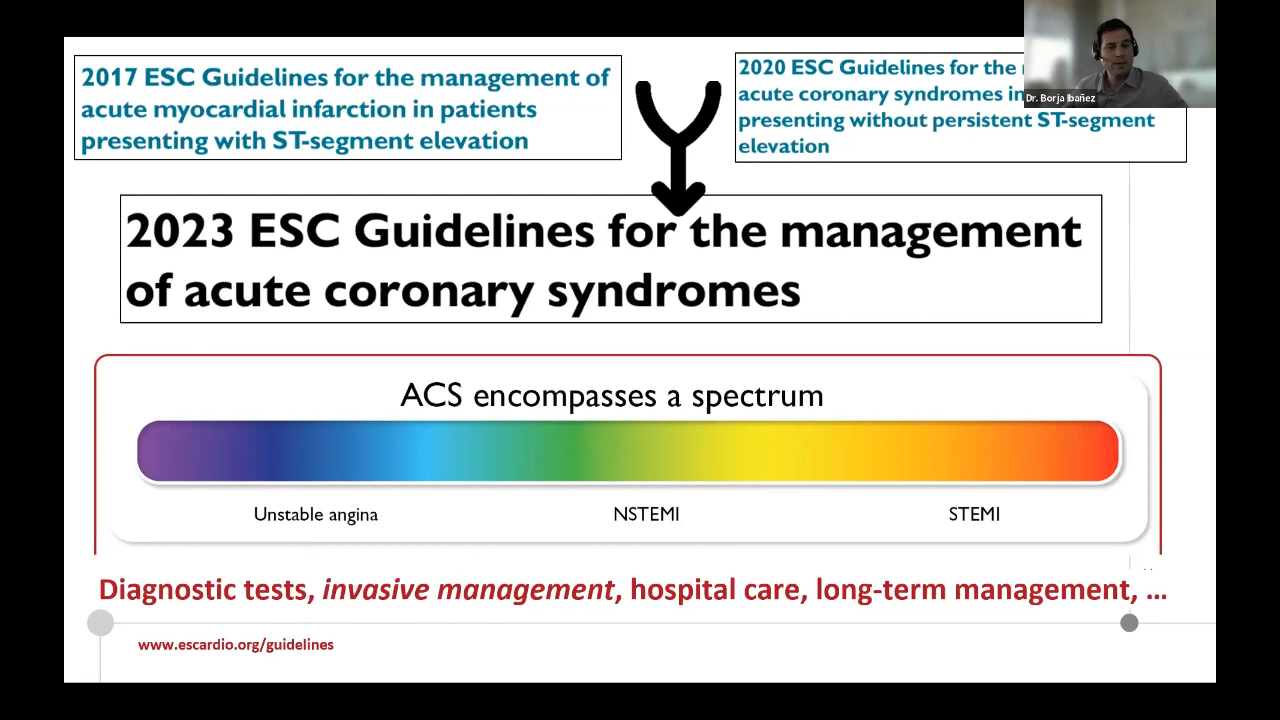 2017 ESC Guidelines for the management of
acute myocardial infarction in patients
presenting with ST-segment elevation
2020 ESC Guidelines for the
acute coronary syndromes in
presenting without persistent ST-segment
elevation
Dr. Borja Ibañez
2023 ESC Guidelines for the management
of acute coronary syndromes
ACS encompasses a spectrum
Unstable angina NSTEMI STEMI
Diagnostic tests, invasive management, hospital care, long-term management, ...
www.escardio.org/guidelines